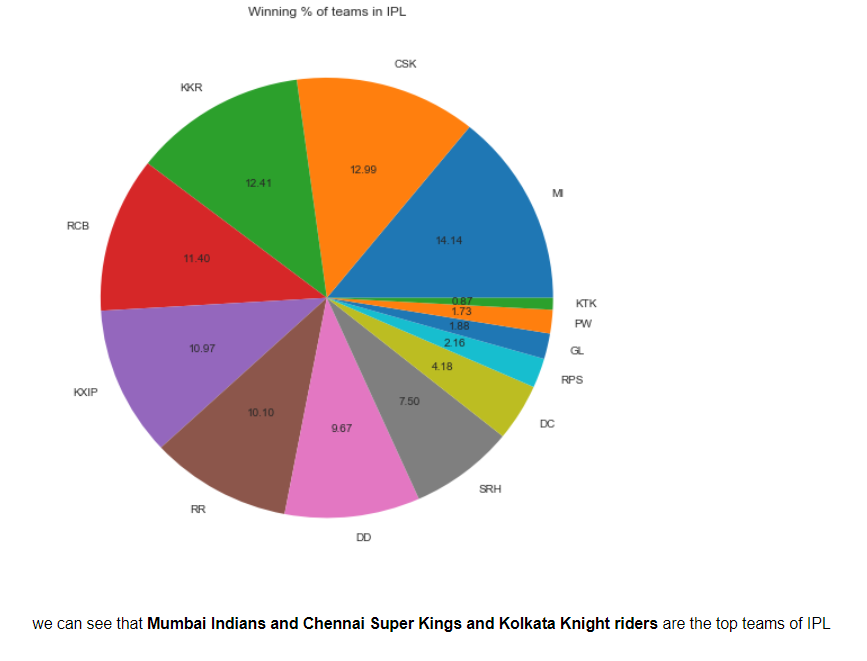 Winning % of teams in IPL
CSK
KKR
12.99
12.41
MI
RCB
14.14
11.40
0.87
KTK
1.73
PW
1.88
GL
2.16
10.97
RPS
4.18
KXIP
7.50
10.10
DC
9.67
SRH
RR
DD
we can see that Mumbai Indians and Chennai Super Kings and Kolkata Knight riders are the top teams of IPL